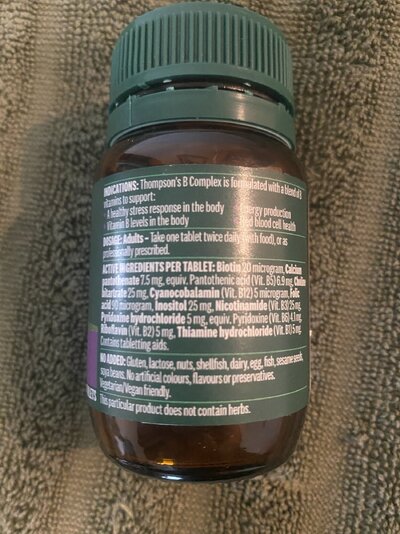 INDICATIONS: Thompson's B Complex is formulated with a blend of B
vitamins to support:
· A healthy stress response in the body
energy production
· Vitamin B levels in the body
red blood cell health
DOSAGE: Adults – Take one tablet twice daily (with food), or as
professionally prescribed.
ACTIVE INGREDIENTS PER TABLET: Biotin 20 microgram, Calcium
pantothenate 7.5 mg, equiv. Pantothenic acid (Vit. B5) 6.9 mg, Choline
bitartrate 25 mg, Cyanocobalamin (Vit. B12) 5 microgram, Folic
acid 90 microgram, Inositol 25 mg, Nicotinamide (Vit. B3) 25 mg,
Pyridoxine hydrochloride 5 mg, equiv. Pyridoxine (Vit. B6) 4.1 mg,
Riboflavin (Vit. B2) 5 mg, Thiamine hydrochloride (Vit. B1) 5 mg.
Contains tabletting aids.
NO ADDED: Gluten, lactose, nuts, shellfish, dairy, egg, fish, sesame seed,
soya beans. No artificial colours, flavours or preservatives.
Vegetarian/Vegan friendly.
This particular product does not contain herbs.